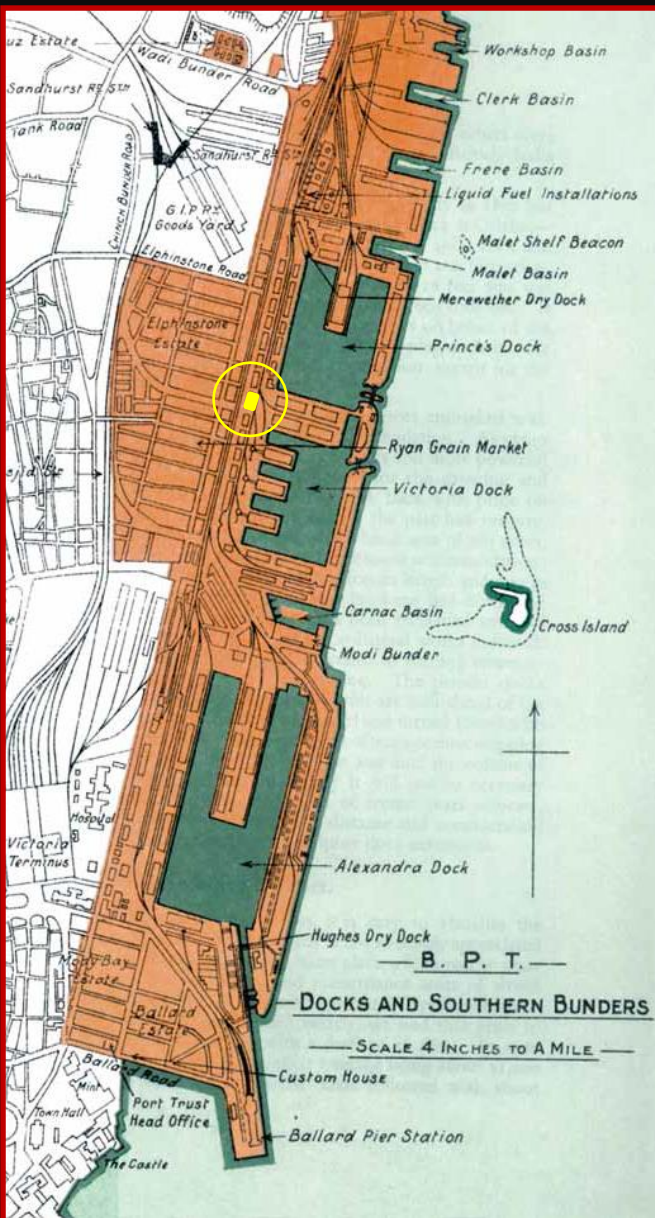 uz Estate
Wadi Bunder Road
Workshop Basin
Sandhurst Rd. Stn
Clerk Basin
Tank Road
Sandhurst Rd. St
Chinch Bunder Road
Frere Basin
Liquid Fuel Installations
G.I.P. Ry
Goods Yard
Malet Shelf Beacon
Elphinstone Road
Malet Basin
Merewether Dry Dock
Elphinstone
Estate
Prince's Dock
Ryan Grain Market
sjid Stn
Victoria Dock
Carnac Basin
Cross Island
Modi Bunder
Hospital
Victoria
Terminus
Alexandra Dock
Hughes Dry Dock
Mody Bay
Estate
B. P. T.
Ballard
Estate
DOCKS AND SOUTHERN BUNDERS
SCALE 4 INCHES TO A MILE
Ballard Road
Custom House
Mint
Port Trust
Head Office
Town Hall
Ballard Pier Station
The Castle